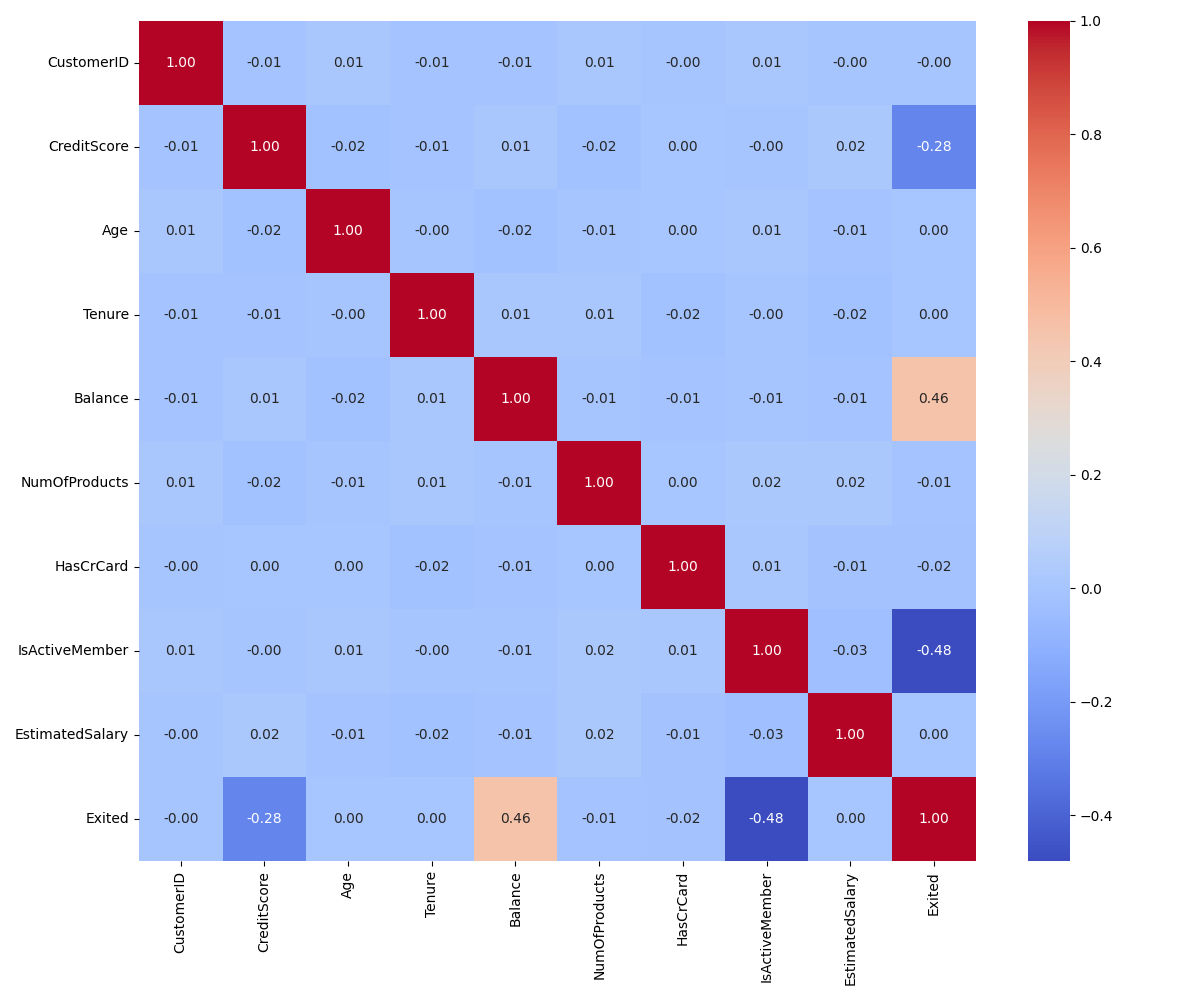 CustomerID 1.00 -0.01 0.01 -0.01 -0.01 0.01 -0.00 0.01 -0.00 -0.00
CreditScore -0.01 1.00 -0.02 -0.01 0.01 -0.02 0.00 -0.00 0.02 -0.28
Age 0.01 -0.02 1.00 -0.00 -0.02 -0.01 0.00 0.01 -0.01 0.00
Tenure -0.01 -0.01 -0.00 1.00 0.01 0.01 -0.02 -0.00 -0.02 0.00
Balance -0.01 0.01 -0.02 0.01 1.00 -0.01 -0.01 -0.01 -0.01 0.46
NumOfProducts 0.01 -0.02 -0.01 0.01 -0.01 1.00 0.00 0.02 0.02 -0.01
HasCrCard -0.00 0.00 0.00 -0.02 -0.01 0.00 1.00 0.01 -0.01 -0.02
IsActiveMember 0.01 -0.00 0.01 -0.00 -0.01 0.02 0.01 1.00 -0.03 -0.48
EstimatedSalary -0.00 0.02 -0.01 -0.02 -0.01 0.02 -0.01 -0.03 1.00 0.00
Exited -0.00 -0.28 0.00 0.00 0.46 -0.01 -0.02 -0.48 0.00 1.00
CustomerID
CreditScore
Age
Tenure
Balance
NumOfProducts
HasCrCard
IsActiveMember
EstimatedSalary
Exited
1.0
0.8
0.6
0.4
0.2
0.0
−0.2
−0.4